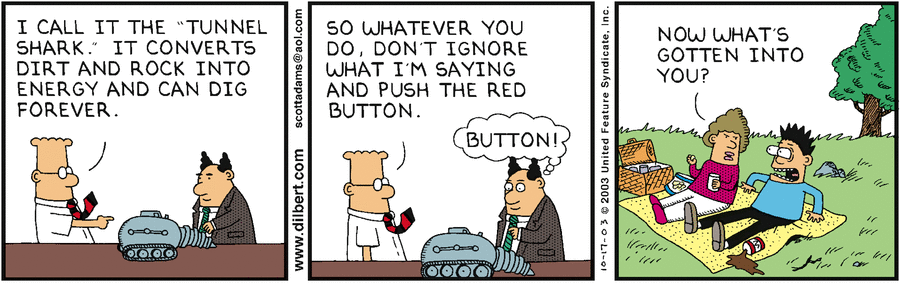 I CALL IT THE "TUNNEL
SHARK." IT CONVERTS
DIRT AND ROCK INTO
ENERGY AND CAN DIG
FOREVER.
www.dilbert.com scottadams@aol.com
SO WHATEVER YOU
DO, DON'T IGNORE
WHAT I'M SAYING
AND PUSH THE RED
BUTTON.
BUTTON!
10-17-03 © 2003 United Feature Syndicate, Inc.
NOW WHAT'S
GOTTEN INTO
YOU?